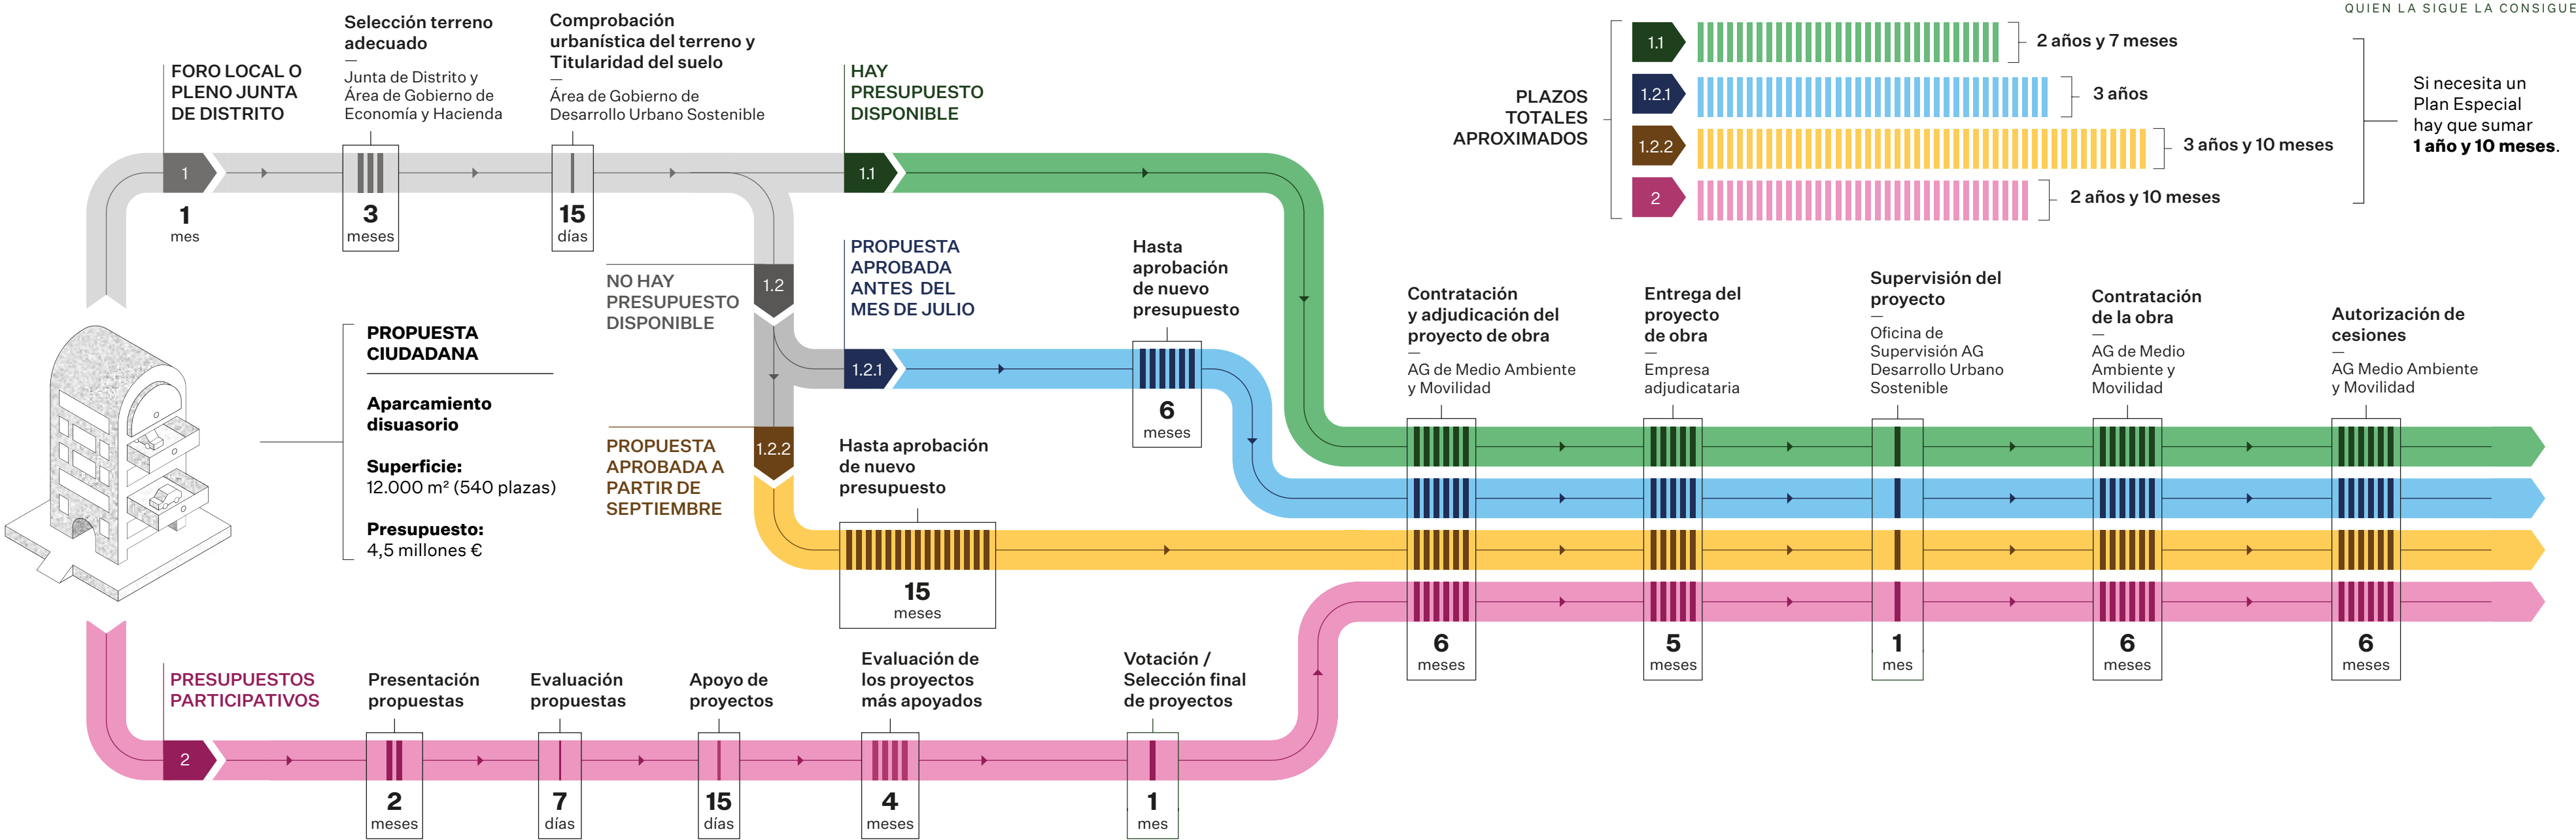 QUIEN LA SIGUE LA CONSIGUE
PLAZOS
TOTALES
APROXIMADOS
1.1
2 años y 7 meses
1.2.1
3 años
1.2.2
3 años y 10 meses
2
2 años y 10 meses
Si necesita un
Plan Especial
hay que sumar
1 año y 10 meses.
FORO LOCAL O
PLENO JUNTA
DE DISTRITO
1
1
mes
Selección terreno
adecuado
—
Junta de Distrito y
Área de Gobierno de
Economía y Hacienda
3
meses
Comprobación
urbanística del terreno y
Titularidad del suelo
—
Área de Gobierno de
Desarrollo Urbano Sostenible
15
días
HAY
PRESUPUESTO
DISPONIBLE
1.1
NO HAY
PRESUPUESTO
DISPONIBLE
1.2
PROPUESTA
APROBADA
ANTES DEL
MES DE JULIO
1.2.1
Hasta
aprobación
de nuevo
presupuesto
6
meses
PROPUESTA
APROBADA A
PARTIR DE
SEPTIEMBRE
1.2.2
Hasta aprobación
de nuevo
presupuesto
15
meses
PROPUESTA
CIUDADANA
Aparcamiento
disuasorio
Superficie:
12.000 m² (540 plazas)
Presupuesto:
4,5 millones €
Contratación
y adjudicación del
proyecto de obra
—
AG de Medio Ambiente
y Movilidad
6
meses
Entrega del
proyecto
de obra
—
Empresa
adjudicataria
5
meses
Supervisión del
proyecto
—
Oficina de
Supervisión AG
Desarrollo Urbano
Sostenible
1
mes
Contratación
de la obra
—
AG de Medio
Ambiente y
Movilidad
6
meses
Autorización de
cesiones
—
AG Medio Ambiente
y Movilidad
6
meses
PRESUPUESTOS
PARTICIPATIVOS
2
Presentación
propuestas
2
meses
Evaluación
propuestas
7
días
Apoyo de
proyectos
15
días
Evaluación de
los proyectos
más apoyados
4
meses
Votación /
Selección final
de proyectos
1
mes